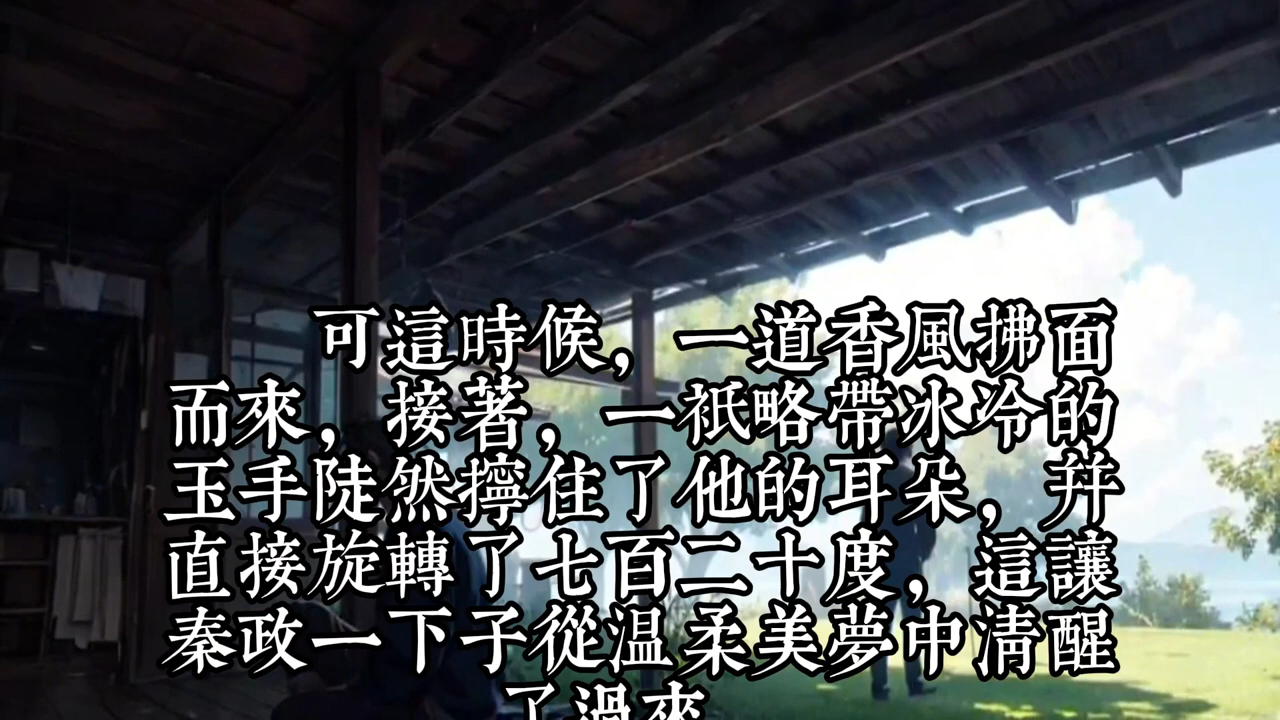 可這時候，一道香風拂面
而來，接著，一祇略帶冰冷的
玉手陡然擰住了他的耳朵，并
直接旋轉了七百二十度，這讓
秦政一下子從温柔美夢中清醒
了過來